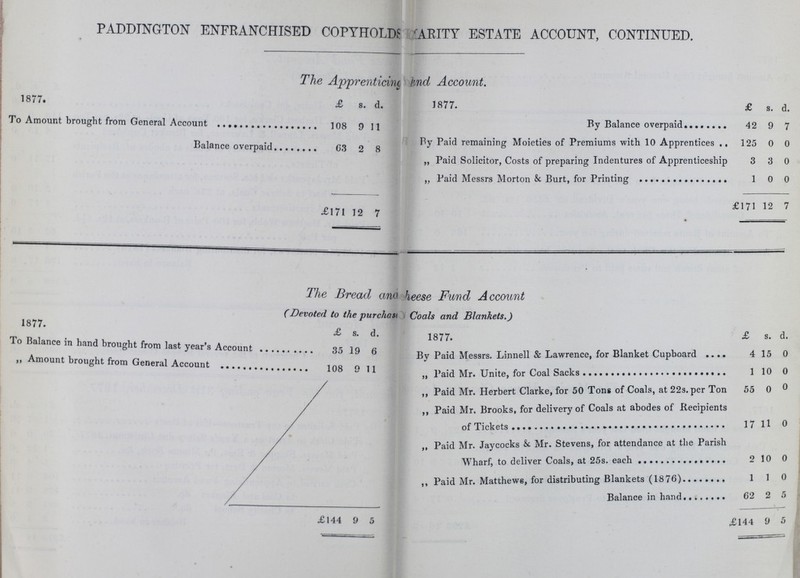 PADDINGTON ENFRANCHISED COPYHOLDS ARITY ESTATE ACCOUNT, CONTINUED.
The Apprenticing und Account.
1877.
£ s. d.
To Amount brought from General Account .................. 108 9 11
Balance overpaid........ 63 2 8
£171 12 7
1877.
£ s. d.
By Balance overpaid........ 42 9 7
By Paid remaining Moieties of Premiums with 10 Apprentices .. 125 0 0
„ Paid Solicitor, Costs of preparing Indentures of Apprenticeship 3 3 0
„ Paid Messrs Morton & Burt, for Printing ................ 1 0 0
£171 12 7
The Bread and heese Fund Account
(Devoted to the purchase Coals and Blankets.)
1877.
£ s. d.
To Balance in hand brought from last year's Account .......... 35 19 6
„ Amount brought from General Account ................ 108 9 11
£144 9 5
1877.
£ s. d.
By Paid Messrs. Linnell & Lawrence, for Blanket Cupboard .... 4 15 0
„ Paid Mr. Unite, for Coal Sacks .......................... 1 10 0
„ Paid Mr. Herbert Clarke, for 50 Tons of Coals, at 22s. per Ton 55 0 0
„ Paid Mr. Brooks, for delivery of Coals at abodes of Recipients
of Tickets ...................................... 17 11 0
„ Paid Mr. Jaycocks & Mr. Stevens, for attendance at the Parish
Wharf, to deliver Coals, at 25s. each ................ 2 10 0
„ Paid Mr. Matthews, for distributing Blankets (1876)........ 1 1 0
Balance in hand........ 62 2 5
£144 9 5